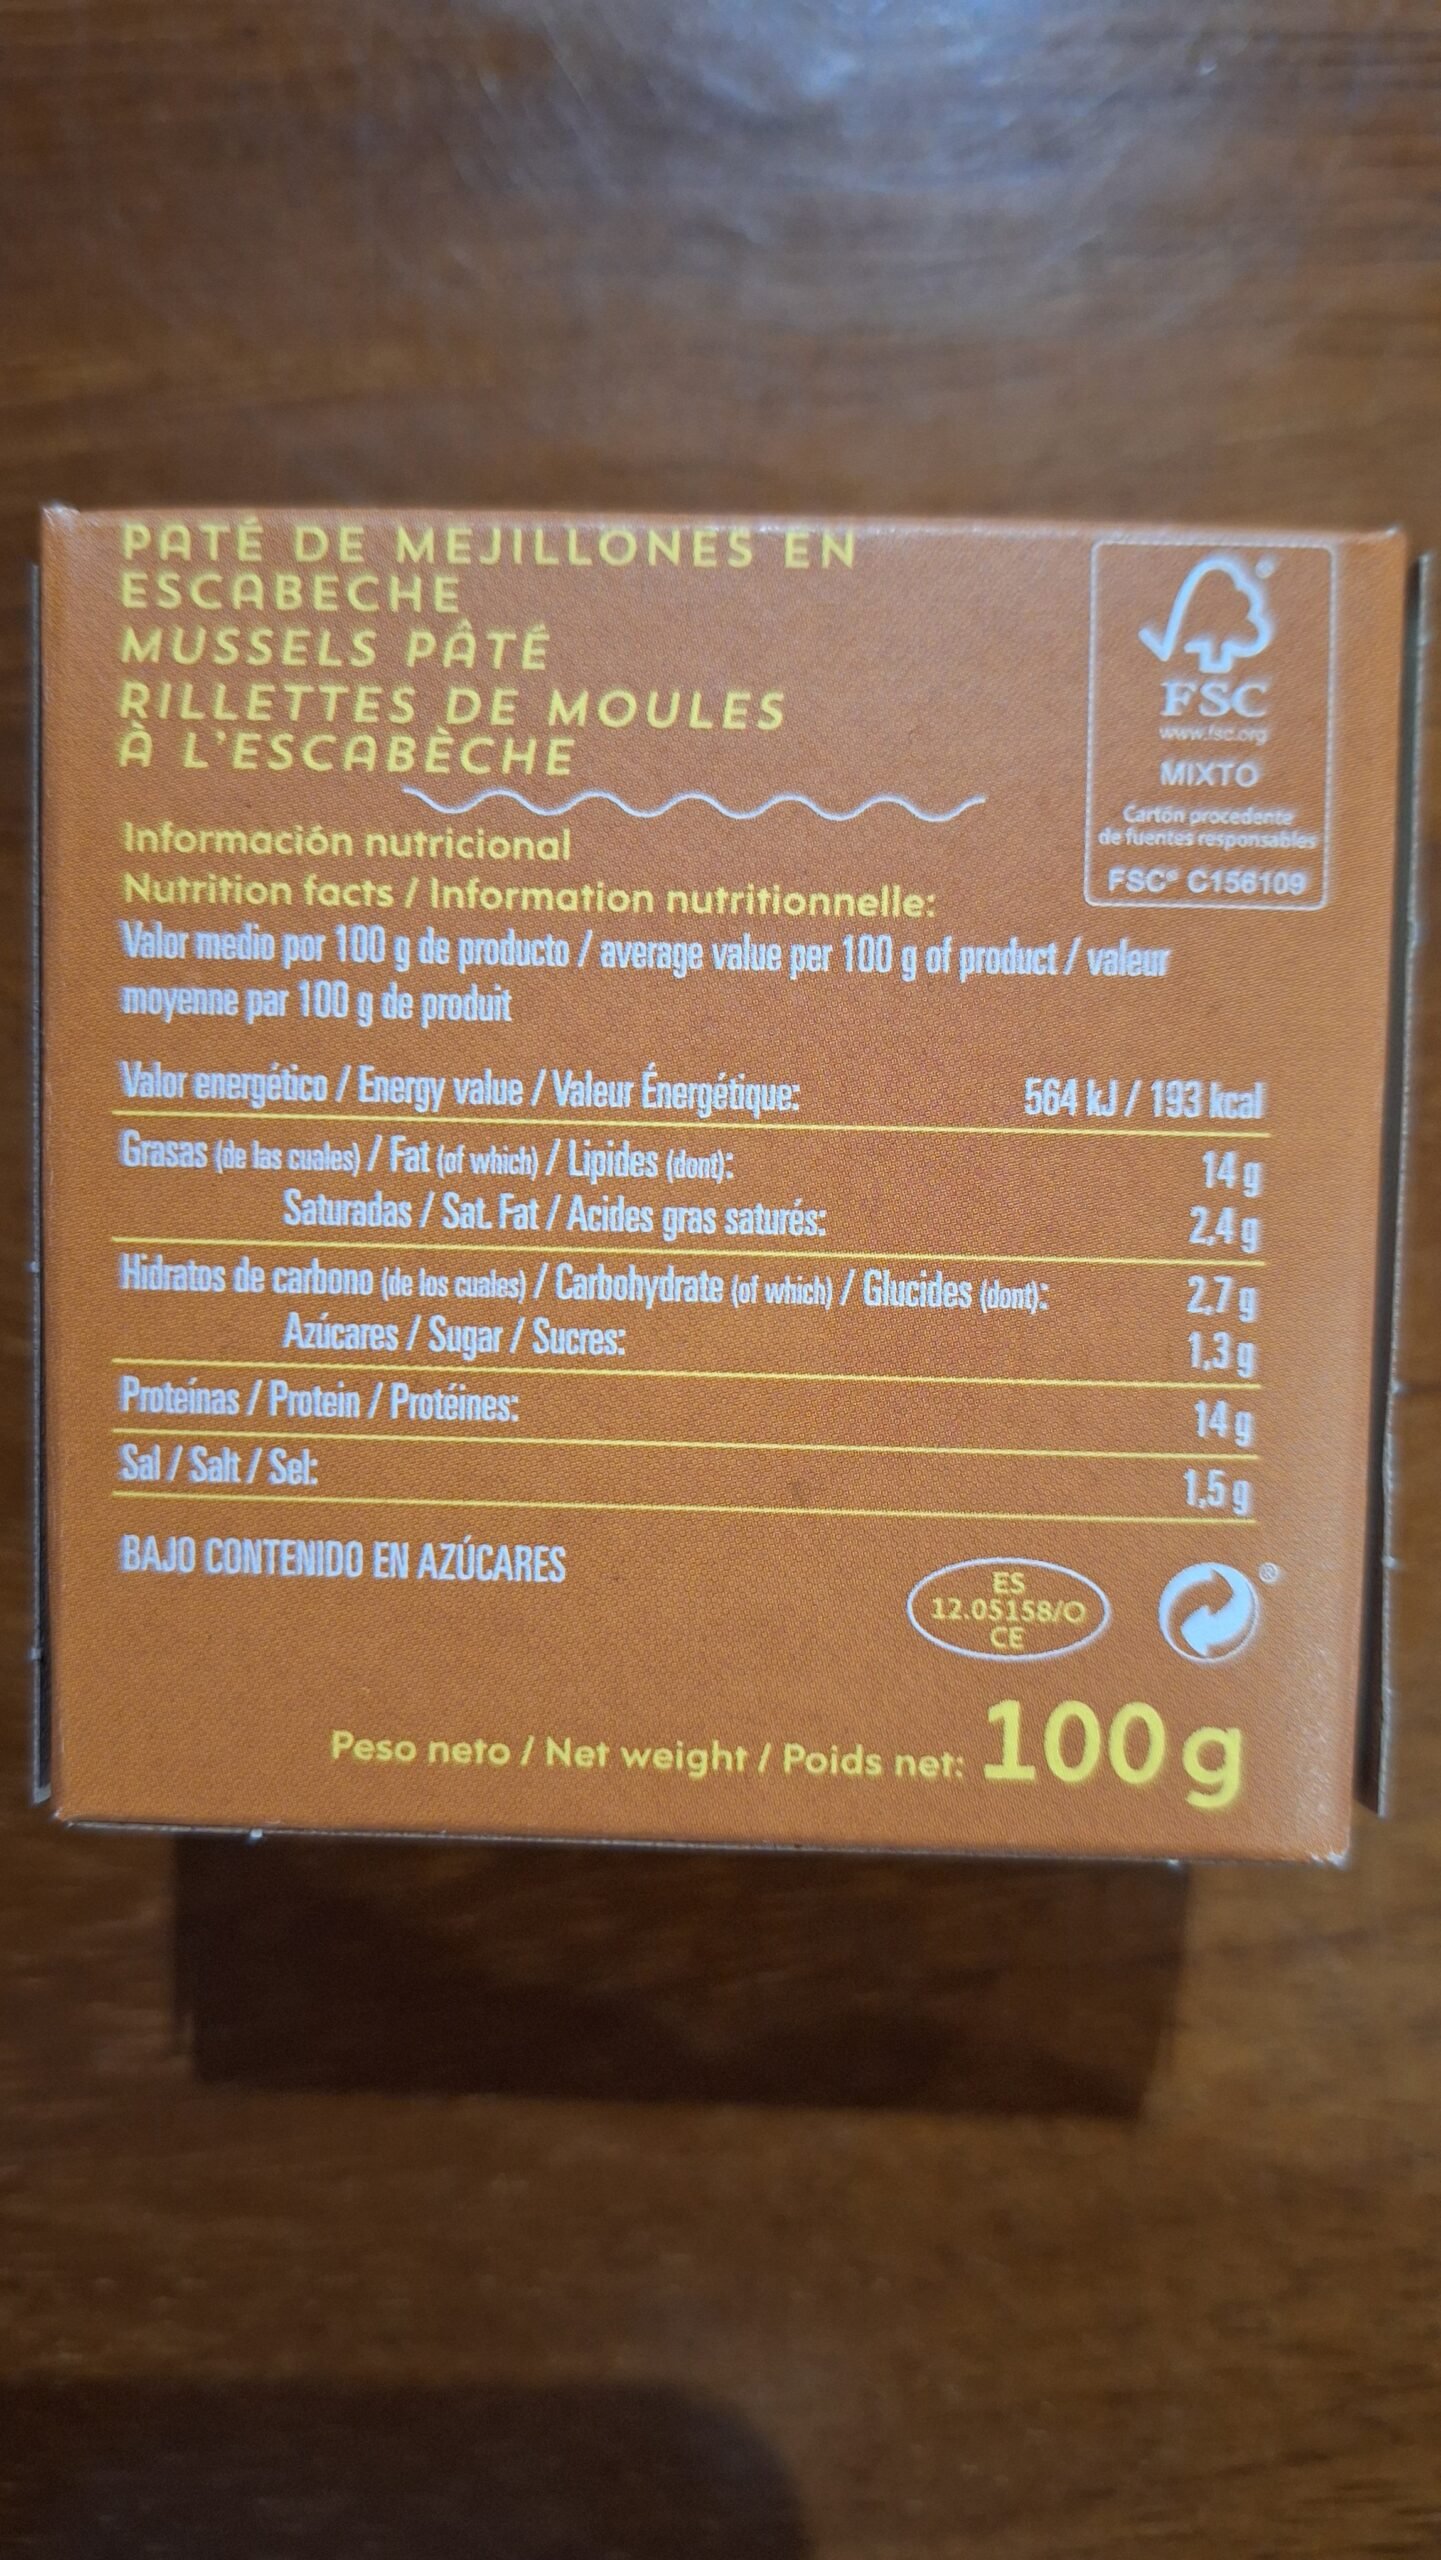 PATÉ DE MEJILLONES EN
ESCABECHE
MUSSELS PÂTÉ
RILLETTES DE MOULES
À L'ESCABÈCHE
FSC
www.fsc.org
MIXTO
Cartón procedente
de fuentes responsables
FSC® C156109
Información nutricional
Nutrition facts / Information nutritionnelle:
Valor medio por 100 g de producto / average value per 100 g of product / valeur
moyenne par 100 g de produit
Valor energético / Energy value / Valeur Énergétique: 564 kJ / 193 kcal
Grasas (de las cuales) / Fat (of which) / Lipides (dont): 14 g
Saturadas / Sat. Fat / Acides gras saturés: 2,4 g
Hidratos de carbono (de los cuales) / Carbohydrate (of which) / Glucides (dont): 2,7 g
Azúcares / Sugar / Sucres: 1,3 g
Proteínas / Protein / Protéines: 14 g
Sal / Salt / Sel: 1,5 g
BAJO CONTENIDO EN AZÚCARES
ES
12.05158/O
CE
®
Peso neto / Net weight / Poids net: 100 g